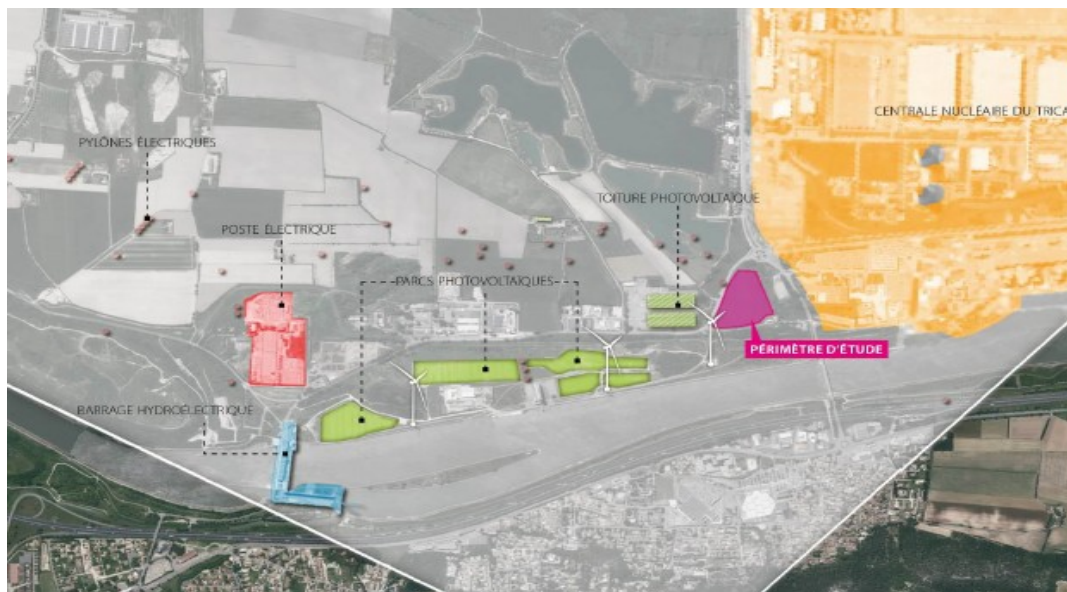 CENTRALE NUCLÉAIRE DU TRICA
PYLÔNES ÉLECTRIQUES
TOITURE PHOTOVOLTAÏQUE
POSTE ÉLECTRIQUE
PARCS PHOTOVOLTAÏQUES
PÉRIMÈTRE D'ÉTUDE
BARRAGE HYDROÉLECTRIQUE